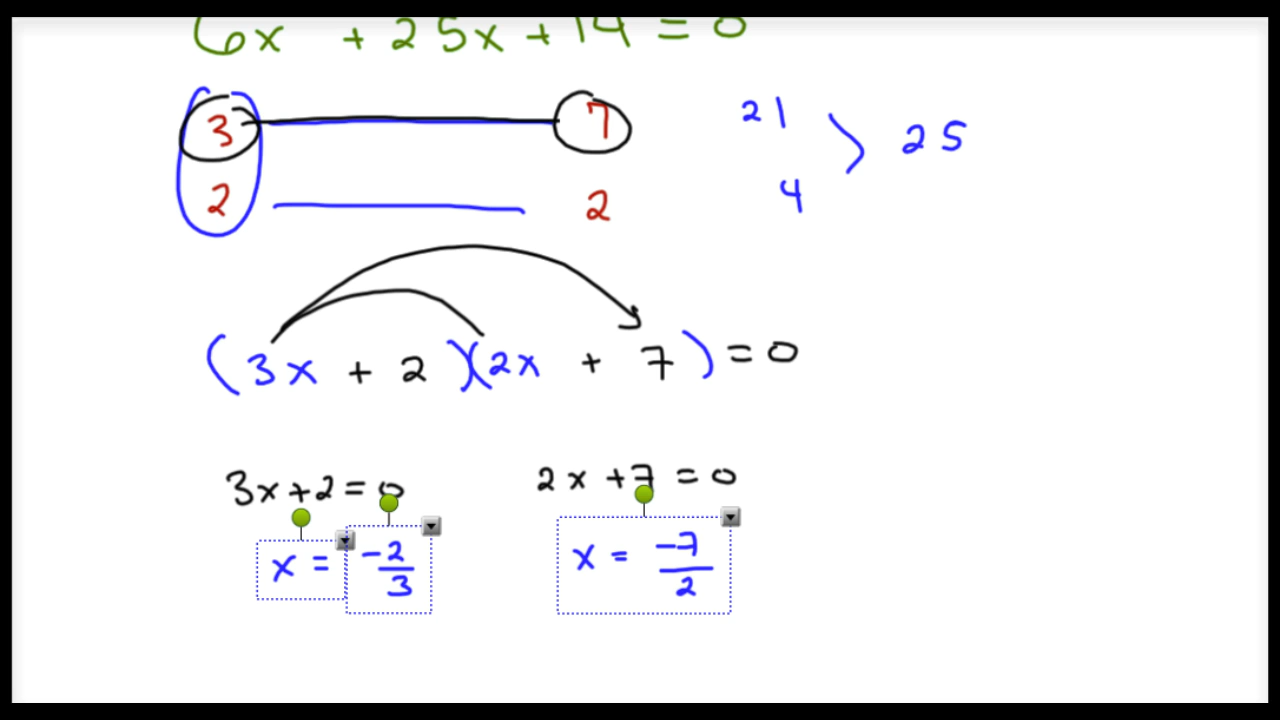 6x + 25x + 14 = 0
3 7 21
25
2 2 4
(3x + 2)(2x + 7) = 0
3x+2=0 2x +7 = 0
x = -2/3 x = -7/2